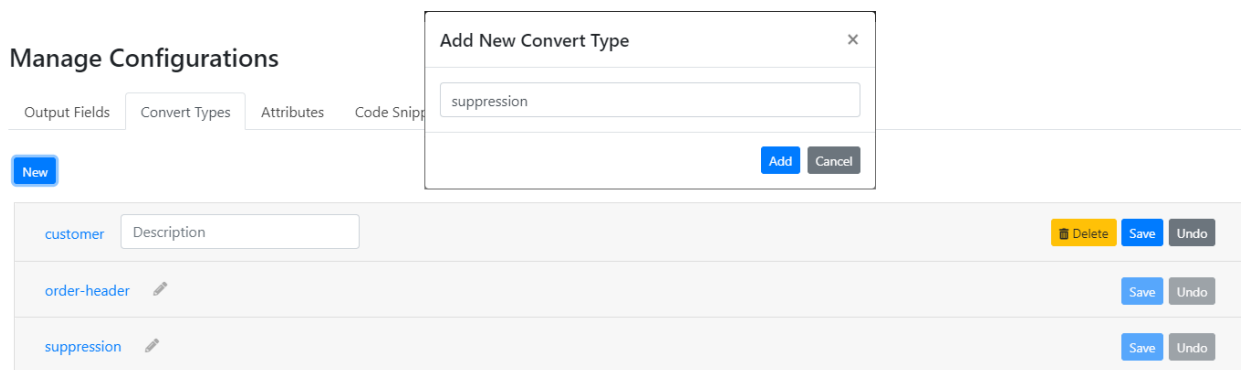 Manage Configurations
Output Fields Convert Types Attributes Code Snipp
New
Add New Convert Type ×
suppression
Add Cancel
customer Description Delete Save Undo
order-header Save Undo
suppression Save Undo